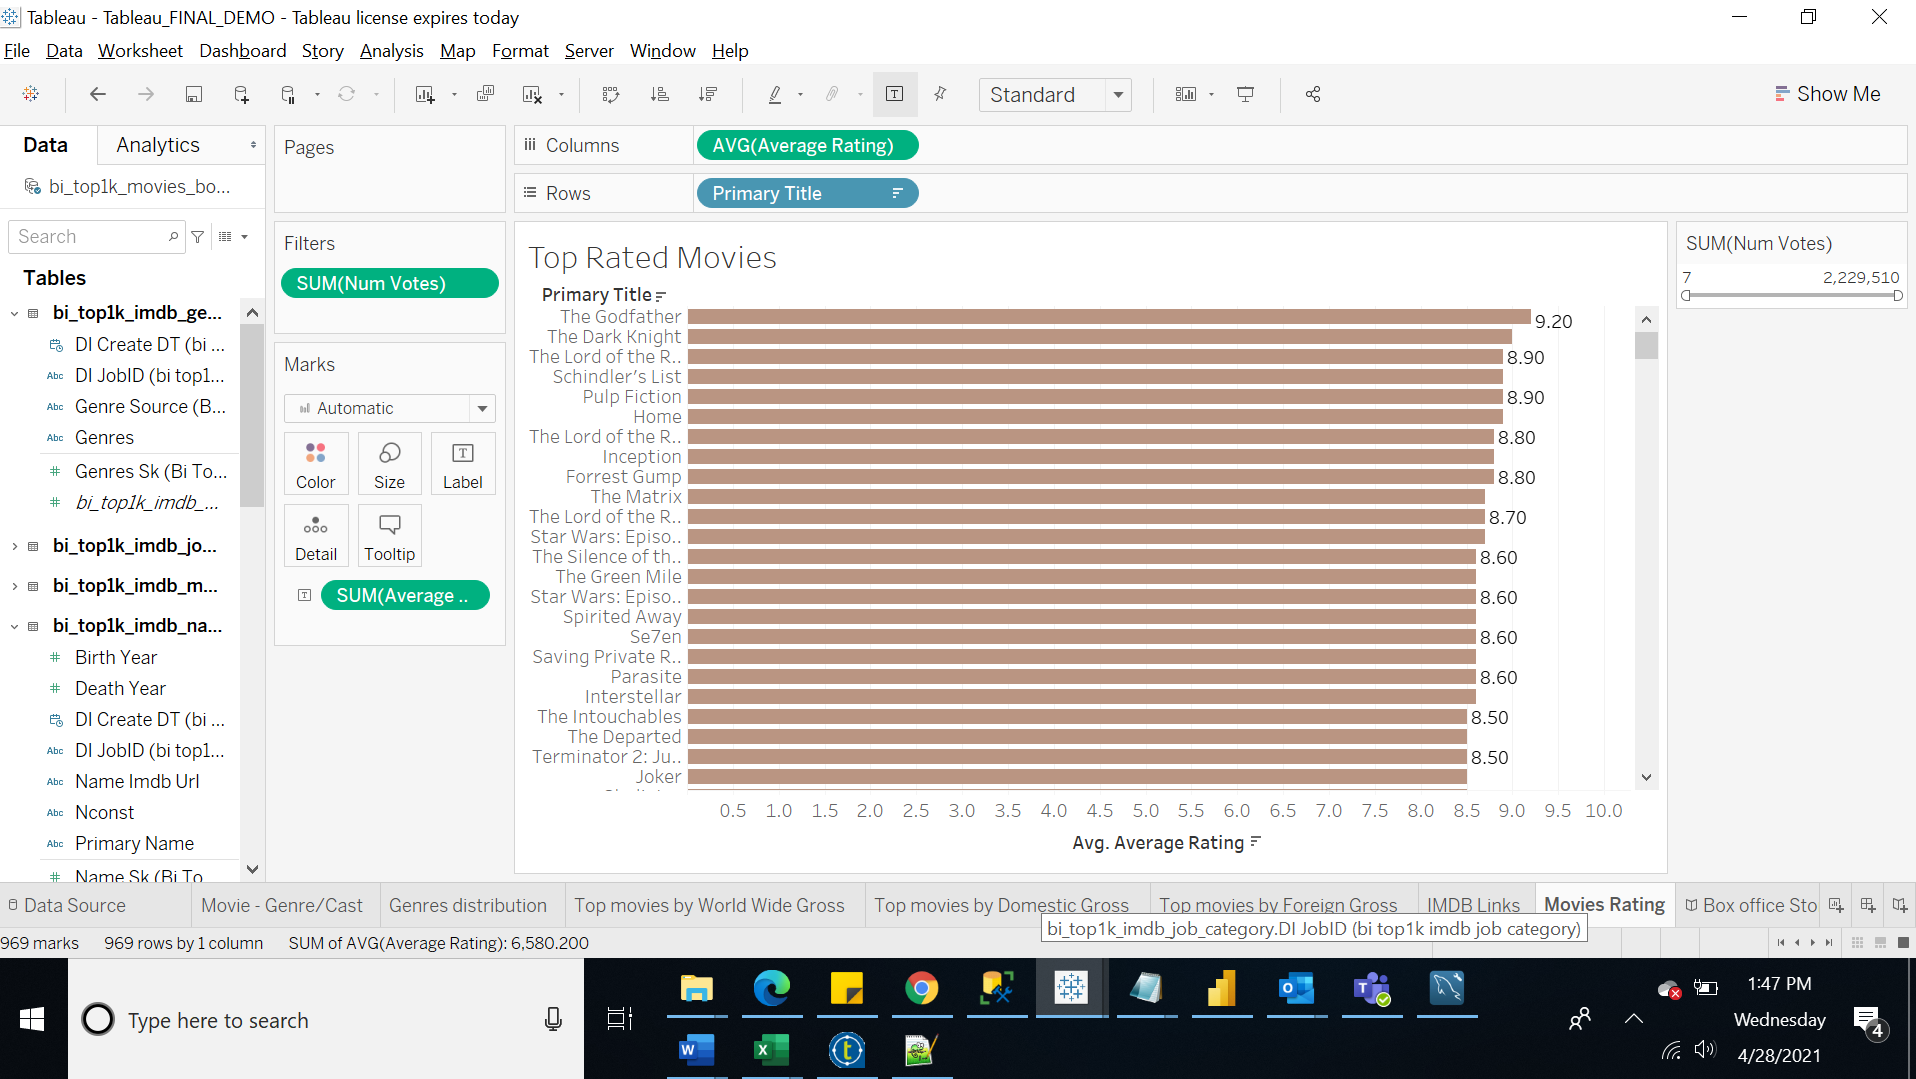 Tableau - Tableau_FINAL_DEMO - Tableau license expires today
File Data Worksheet Dashboard Story Analysis Map Format Server Window Help
Standard
Show Me
Data Analytics
bi_top1k_movies_bo...
Search
Tables
bi_top1k_imdb_ge...
DI Create DT (bi ...
Abc DI JobID (bi top1...
Abc Genre Source (B...
Abc Genres
# Genres Sk (Bi To...
# bi_top1k_imdb_...
bi_top1k_imdb_jo...
bi_top1k_imdb_m...
bi_top1k_imdb_na...
# Birth Year
# Death Year
DI Create DT (bi ...
Abc DI JobID (bi top1...
Abc Name Imdb Url
Abc Nconst
Abc Primary Name
# Name Sk (Bi To
Pages
Filters
SUM(Num Votes)
Marks
Automatic
Color Size Label
Detail Tooltip
SUM(Average ..
Columns AVG(Average Rating)
Rows Primary Title
Top Rated Movies
Primary Title
The Godfather 9.20
The Dark Knight
The Lord of the R.. 8.90
Schindler's List
Pulp Fiction 8.90
Home
The Lord of the R.. 8.80
Inception
Forrest Gump 8.80
The Matrix
The Lord of the R.. 8.70
Star Wars: Episo..
The Silence of th.. 8.60
The Green Mile
Star Wars: Episo.. 8.60
Spirited Away
Se7en 8.60
Saving Private R..
Parasite 8.60
Interstellar
The Intouchables 8.50
The Departed
Terminator 2: Ju.. 8.50
Joker
0.5 1.0 1.5 2.0 2.5 3.0 3.5 4.0 4.5 5.0 5.5 6.0 6.5 7.0 7.5 8.0 8.5 9.0 9.5 10.0
Avg. Average Rating
SUM(Num Votes)
7 2,229,510
Data Source Movie - Genre/Cast Genres distribution Top movies by World Wide Gross Top movies by Domestic Gross Top movies by Foreign Gross IMDB Links Movies Rating Box office Sto
bi_top1k_imdb_job_category.DI JobID (bi top1k imdb job category)
969 marks 969 rows by 1 column SUM of AVG(Average Rating): 6,580.200
Type here to search
1:47 PM
Wednesday
4/28/2021
4